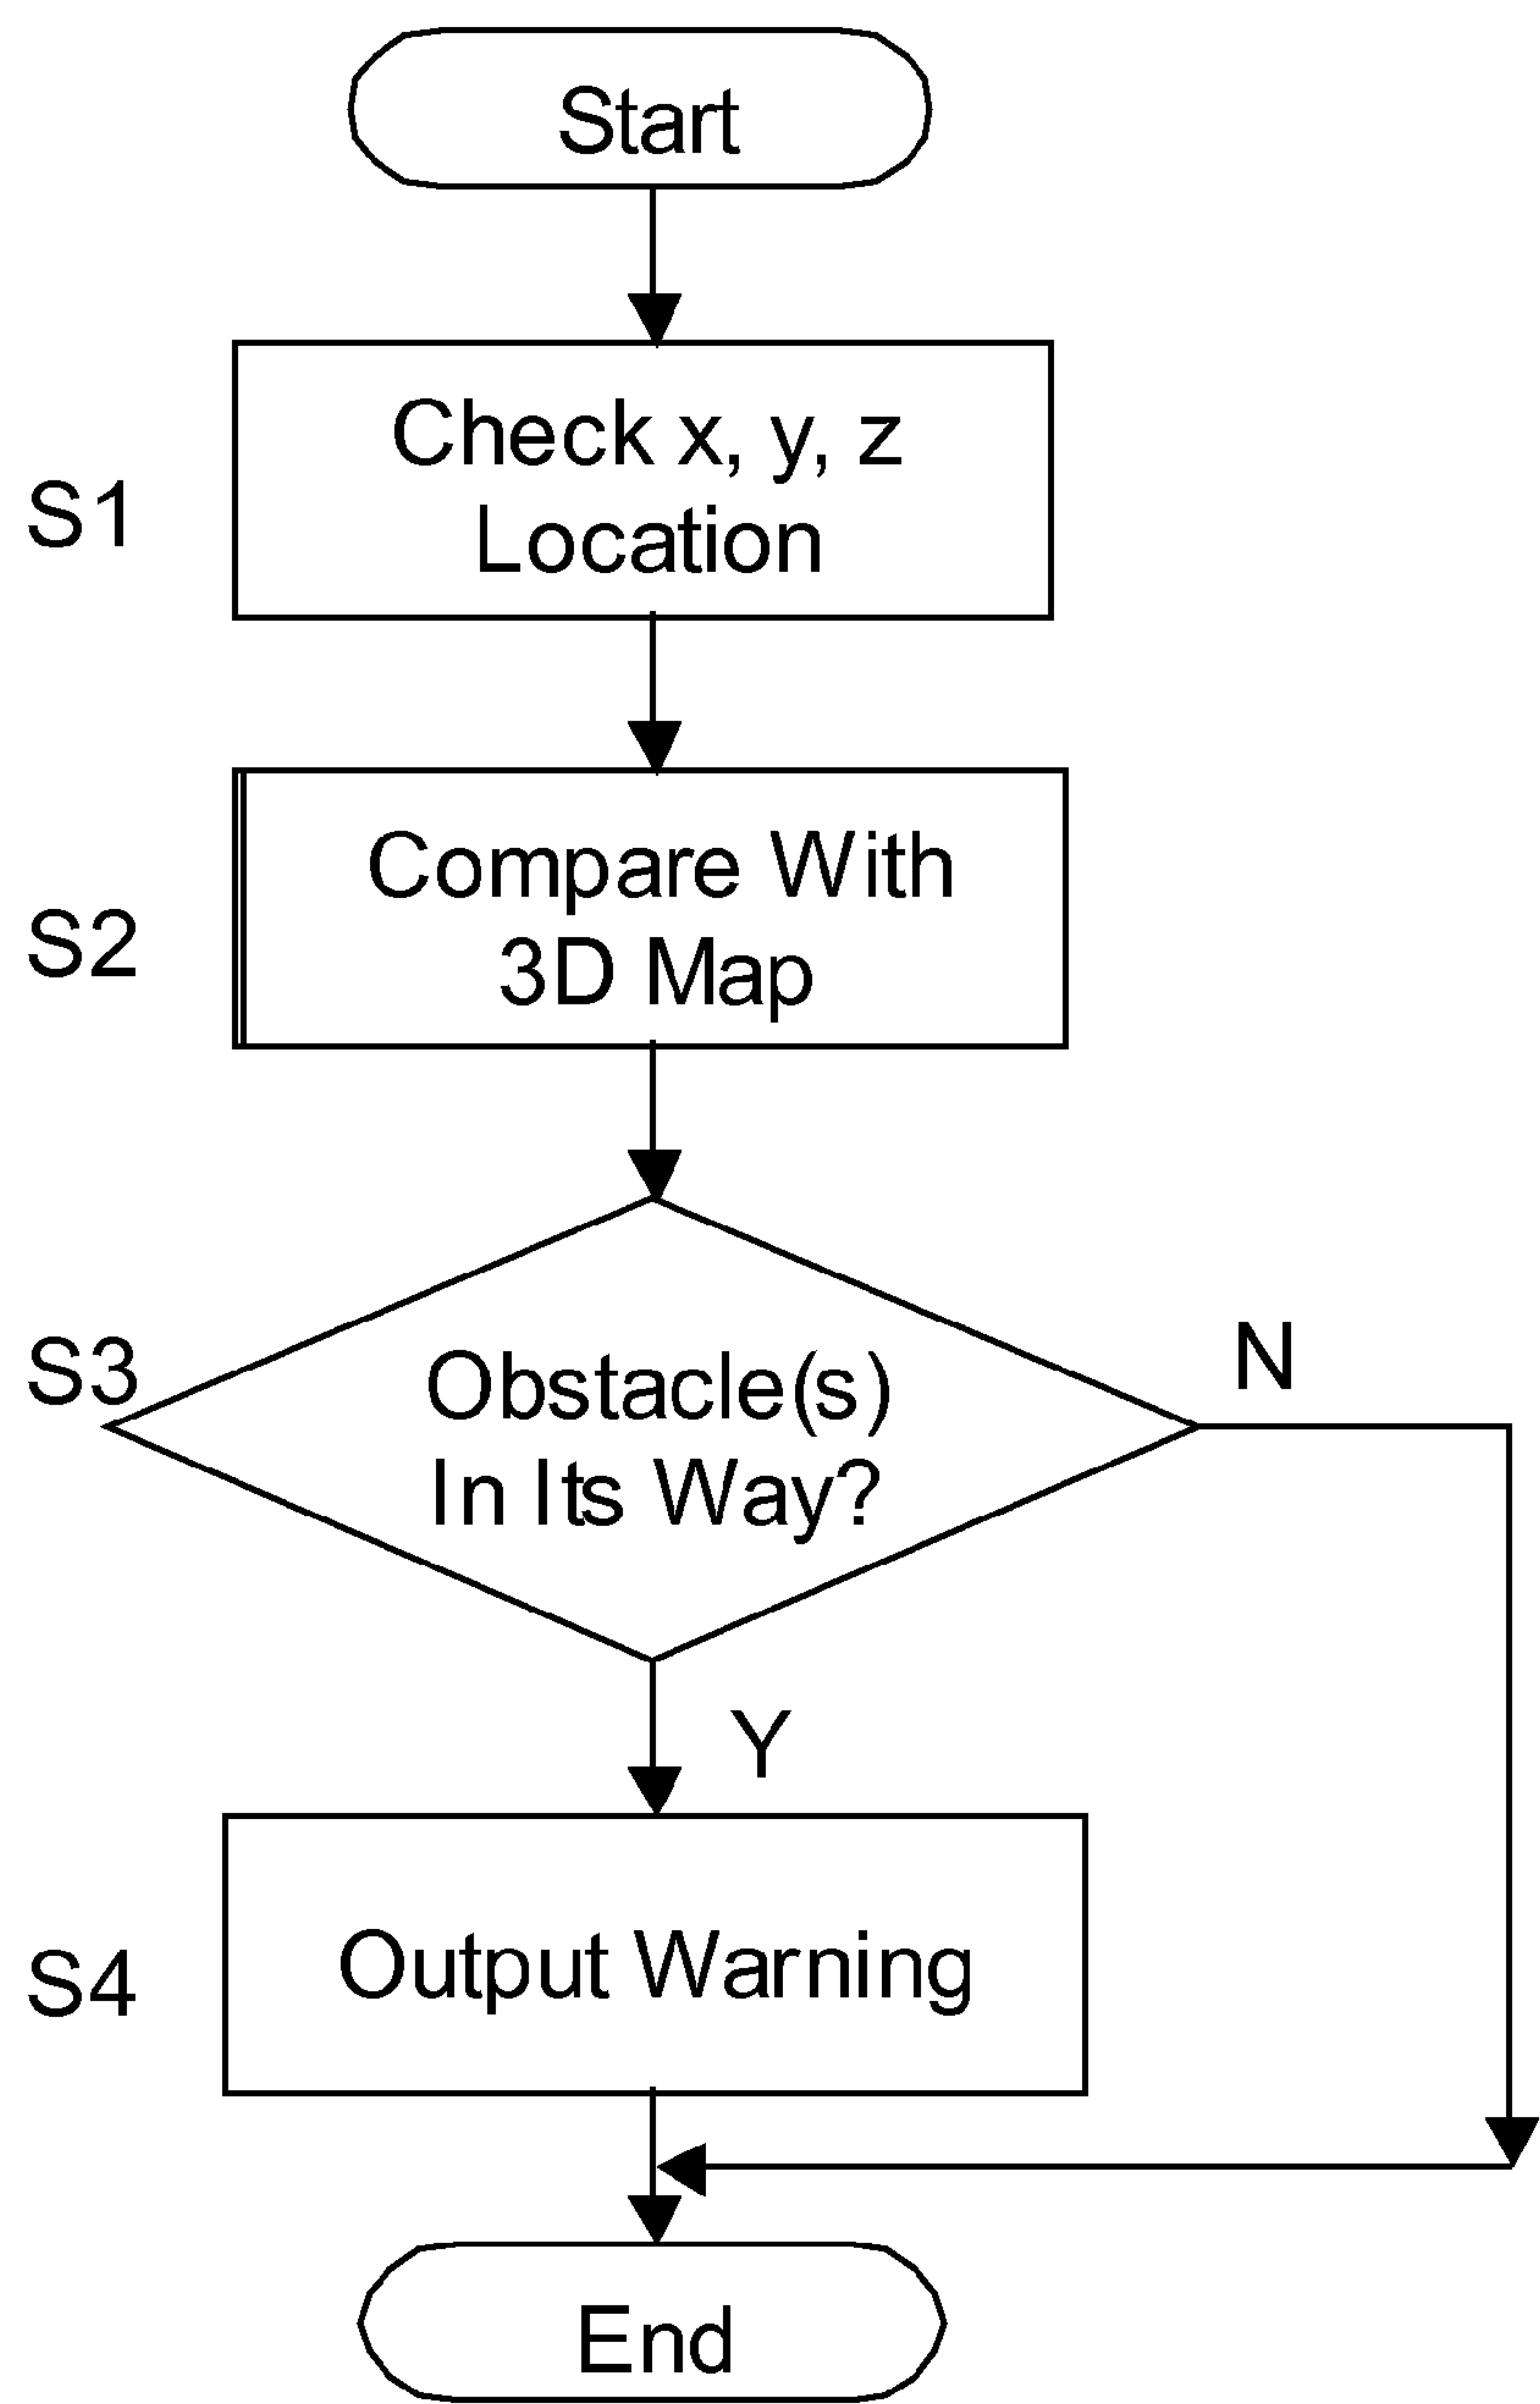 Start
S1
Check x, y, z
Location
S2
Compare With
3D Map
S3
Obstacle(s)
In Its Way?
N
Y
S4
Output Warning
End